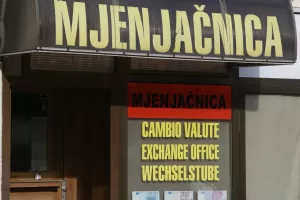 MJENJAČNICA
MJENJAČNICA
CAMBIO VALUTE
EXCHANGE OFFICE
WECHSELSTUBE